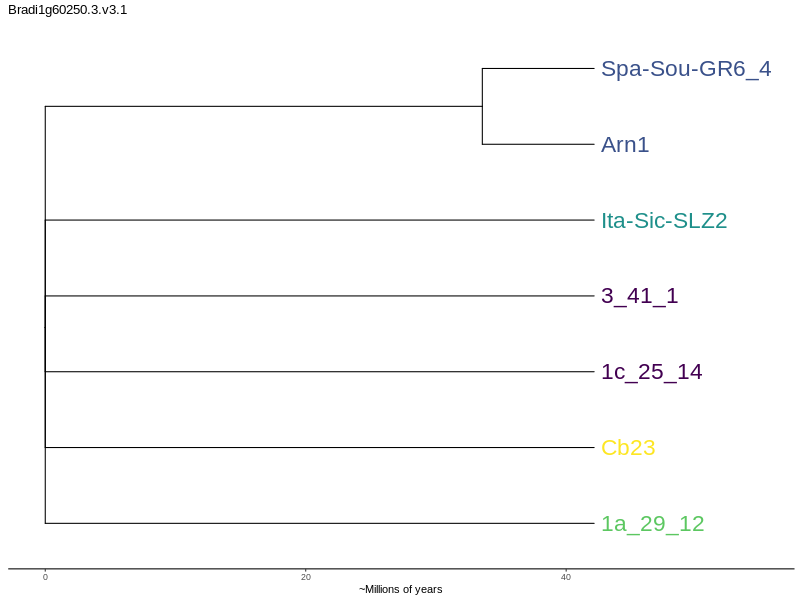 Bradi1g60250.3.v3.1
Spa-Sou-GR6_4
Arn1
Ita-Sic-SLZ2
3_41_1
1c_25_14
Cb23
1a_29_12
0 20 40
~Millions of years